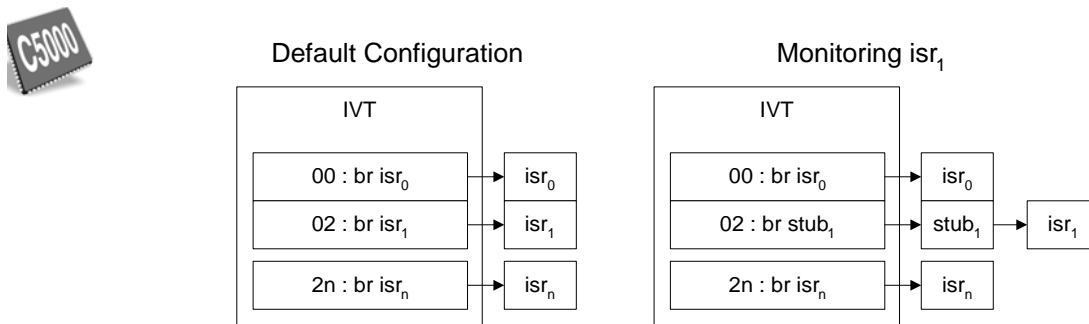 C5000
Default Configuration
IVT
00 : br isr₀
isr₀
02 : br isr₁
isr₁
2n : br isrₙ
isrₙ
Monitoring isr₁
IVT
00 : br isr₀
isr₀
02 : br stub₁
stub₁
isr₁
2n : br isrₙ
isrₙ